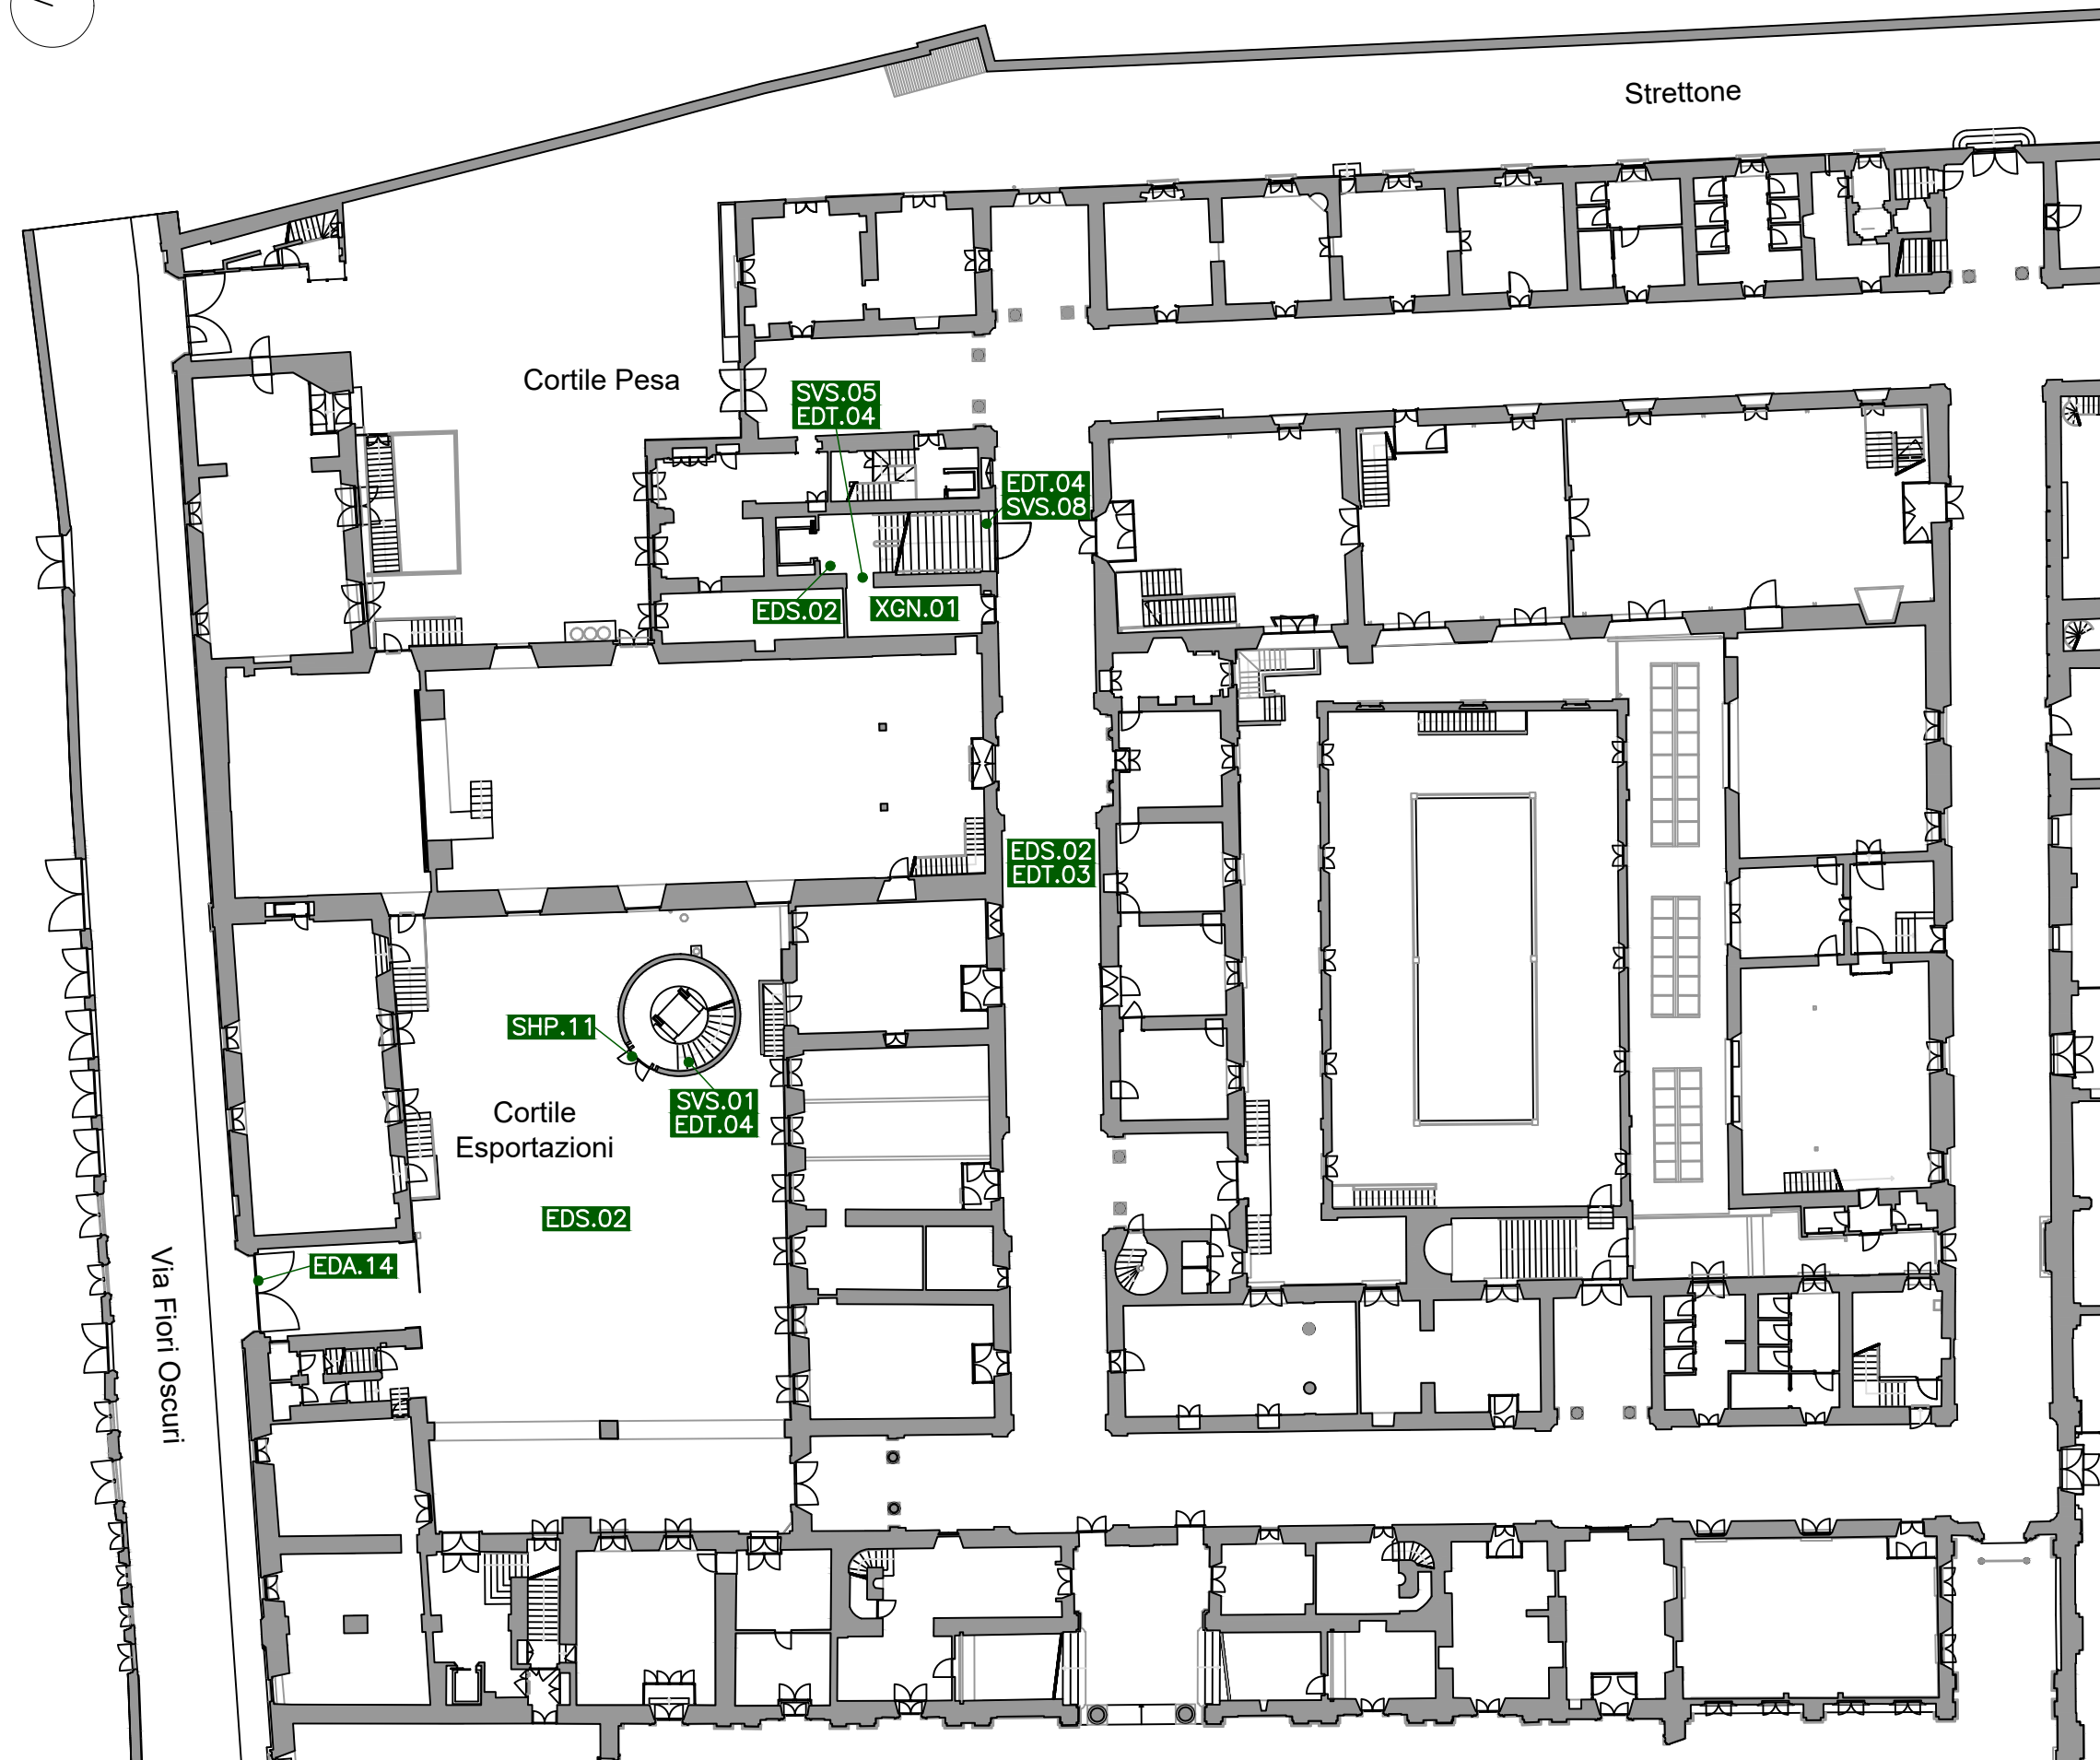 Strettone
Cortile Pesa
SVS.05
EDT.04
EDT.04
SVS.08
EDS.02
XGN.01
EDS.02
EDT.03
SHP.11
SVS.01
EDT.04
Cortile
Esportazioni
EDS.02
EDA.14
Via Fiori Oscuri